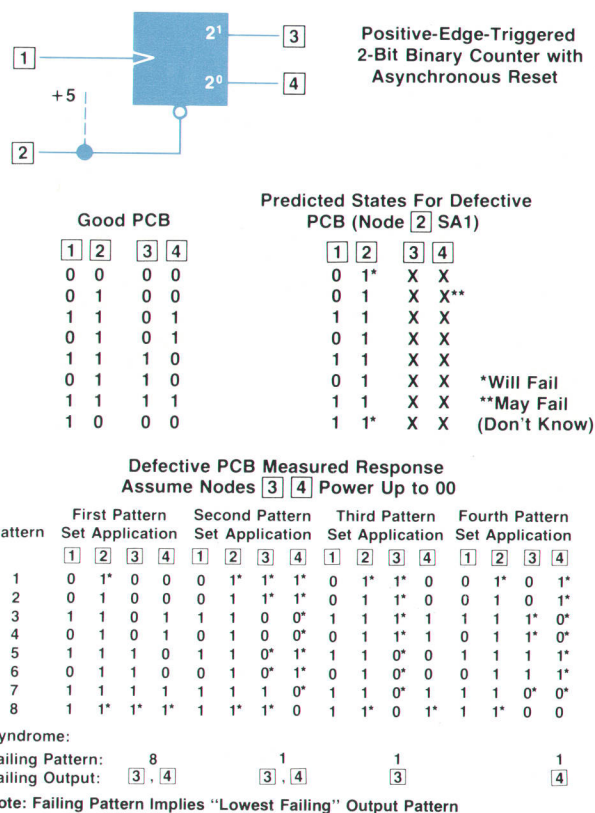 Positive-Edge-Triggered
2-Bit Binary Counter with
Asynchronous Reset
2¹ 3
1
2⁰ 4
+5
2
Good PCB
1 2 3 4
0 0 0 0
0 1 0 0
1 1 0 1
0 1 0 1
1 1 1 0
0 1 1 0
1 1 1 1
1 0 0 0
Predicted States For Defective
PCB (Node 2 SA1)
1 2 3 4
0 1* X X
0 1 X X**
1 1 X X
0 1 X X
1 1 X X
0 1 X X
1 1 X X
1 1* X X
*Will Fail
**May Fail
(Don't Know)
Defective PCB Measured Response
Assume Nodes 3 4 Power Up to 00
First Pattern Second Pattern Third Pattern Fourth Pattern
attern Set Application Set Application Set Application Set Application
1 2 3 4 1 2 3 4 1 2 3 4 1 2 3 4
1 0 1* 0 0 0 1* 1* 1* 0 1* 1* 0 0 1* 0 1*
2 0 1 0 0 0 1 1* 1* 0 1 1* 0 0 1 0 1*
3 1 1 0 1 1 1 0 0* 1 1 1* 1 1 1 1* 0*
4 0 1 0 1 0 1 0 0* 0 1 1* 1 0 1 1* 0*
5 1 1 1 0 1 1 0* 1* 1 1 0* 0 1 1 1 1*
6 0 1 1 0 0 1 0* 1* 0 1 0* 0 0 1 1 1*
7 1 1 1 1 1 1 1 0* 1 1 0* 1 1 1 0* 0*
8 1 1* 1* 1* 1 1* 1* 0 1 1* 0 1* 1 1* 0 0
yndrome:
ailing Pattern: 8 1 1 1
ailing Output: 3 , 4 3 , 4 3 4
ote: Failing Pattern Implies "Lowest Failing" Output Pattern